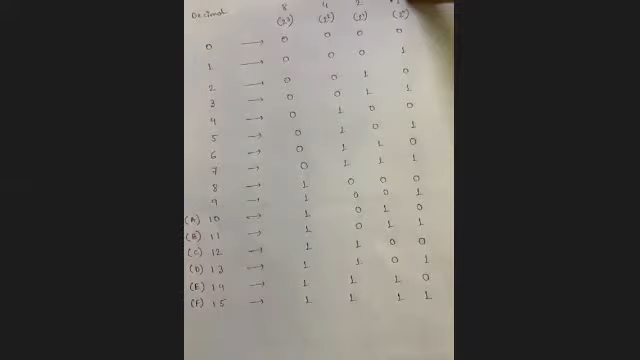 Decimal 8 4 2 1
(2³) (2²) (2¹) (2⁰)
0 → 0 0 0 0
1 → 0 0 0 1
2 → 0 0 1 0
3 → 0 0 1 1
4 → 0 1 0 0
5 → 0 1 0 1
6 → 0 1 1 0
7 → 0 1 1 1
8 → 1 0 0 0
9 → 1 0 0 1
(A) 10 → 1 0 1 0
(B) 11 → 1 0 1 1
(C) 12 → 1 1 0 0
(D) 13 → 1 1 0 1
(E) 14 → 1 1 1 0
(F) 15 → 1 1 1 1